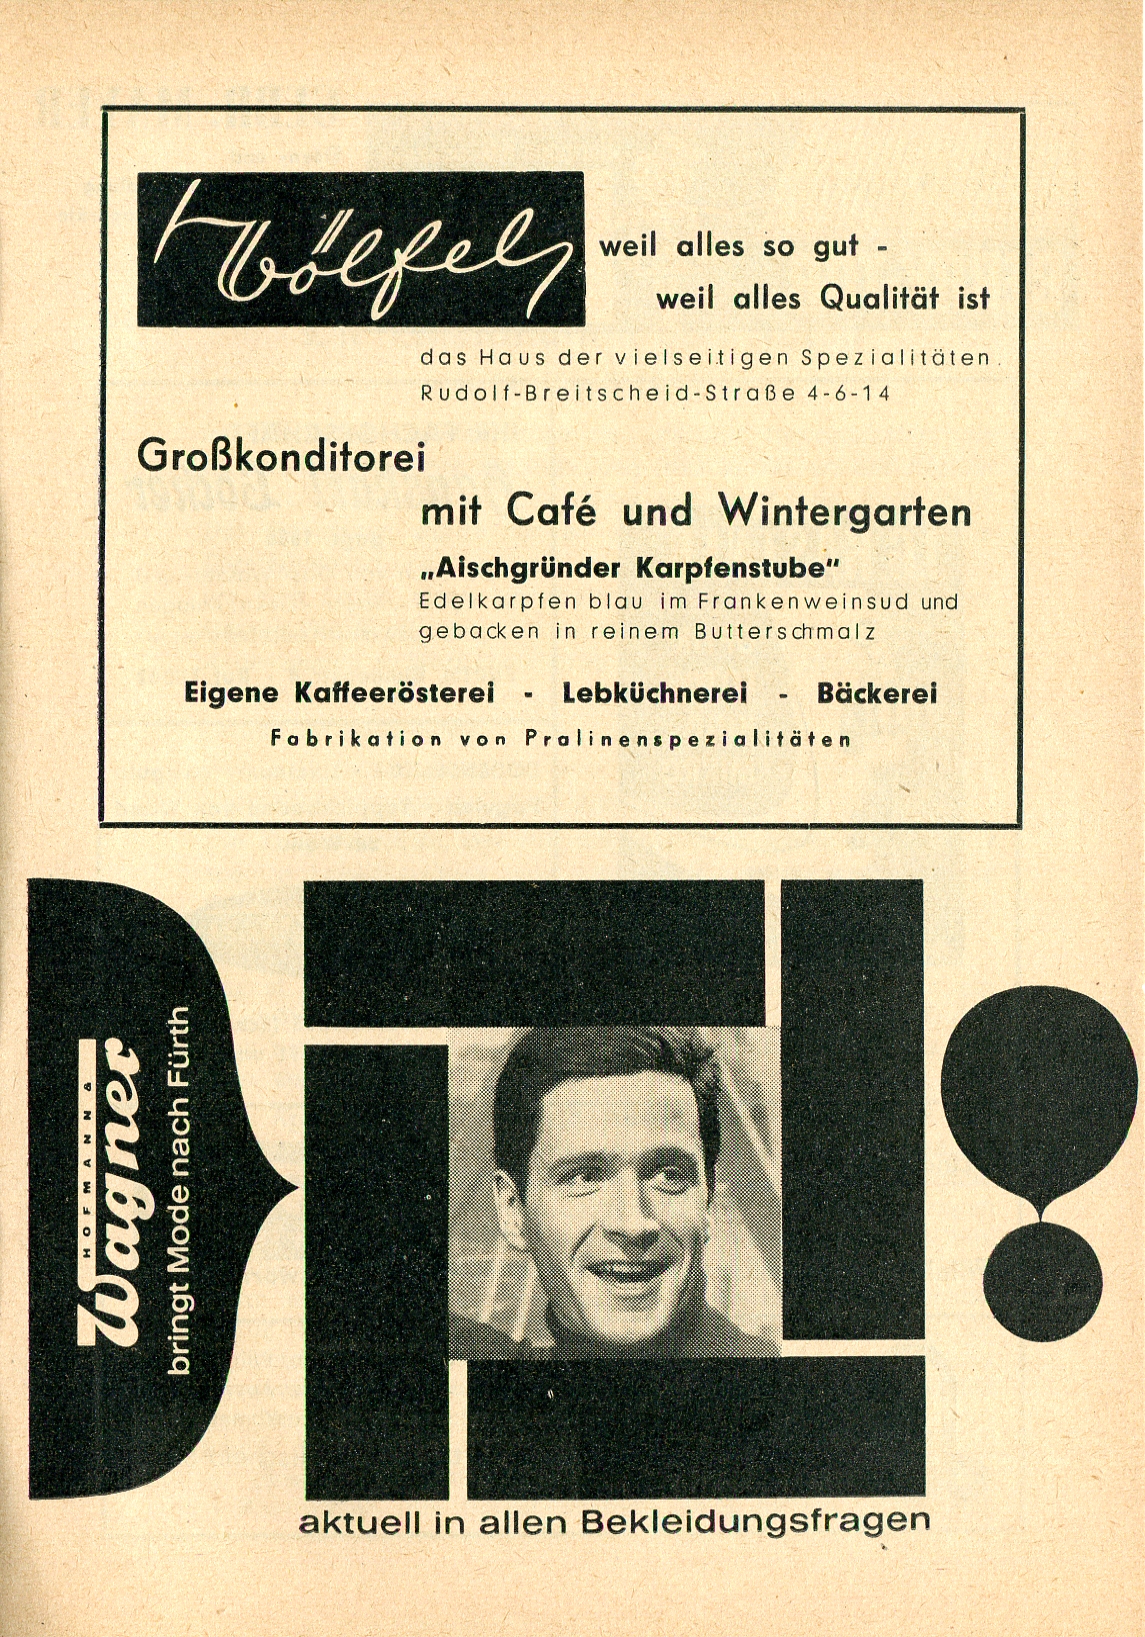 Wölfel
weil alles so gut -
weil alles Qualität ist
das Haus der vielseitigen Spezialitäten.
Rudolf-Breitscheid-Straße 4-6-14
Großkonditorei
mit Café und Wintergarten
„Aischgründer Karpfenstube“
Edelkarpfen blau im Frankenweinsud und
gebacken in reinem Butterschmalz
Eigene Kaffeerösterei - Lebküchnerei - Bäckerei
Fabrikation von Pralinenspezialitäten
HOFMANN &
Wagner
bringt Mode nach Fürth
aktuell in allen Bekleidungsfragen